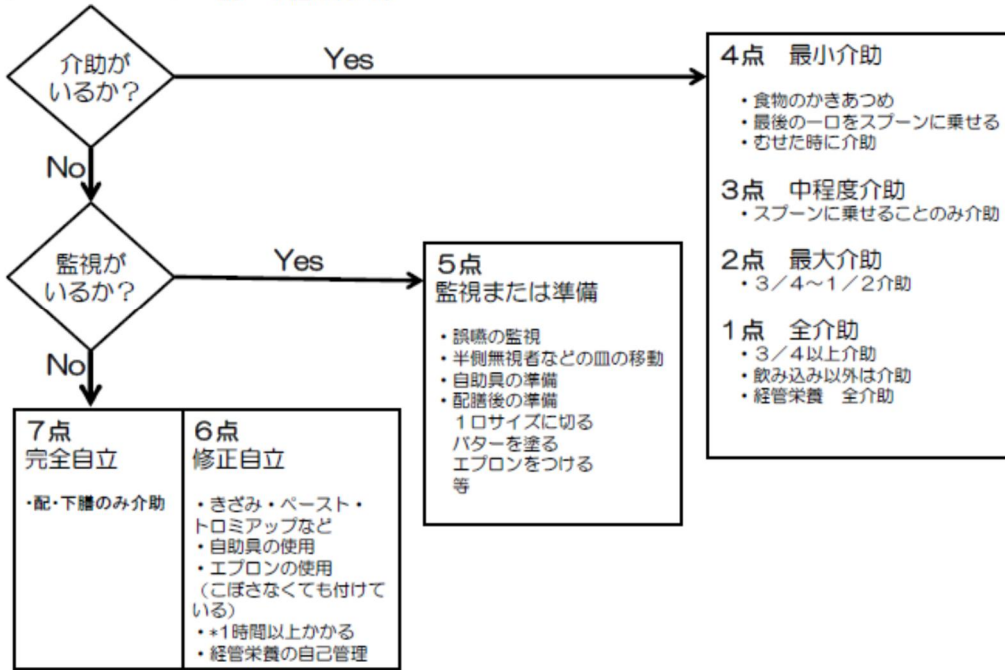 介助が
いるか？
Yes
No
監視が
いるか？
Yes
No
4点　最小介助
・食物のかきあつめ
・最後の一口をスプーンに乗せる
・むせた時に介助
3点　中程度介助
・スプーンに乗せることのみ介助
2点　最大介助
・３／４～１／２介助
1点　全介助
・３／４以上介助
・飲み込み以外は介助
・経管栄養　全介助
5点
監視または準備
・誤嚥の監視
・半側無視者などの皿の移動
・自助具の準備
・配膳後の準備
１口サイズに切る
バターを塗る
エプロンをつける
等
7点
完全自立
・配・下膳のみ介助
6点
修正自立
・きざみ・ペースト・
トロミアップなど
・自助具の使用
・エプロンの使用
（こぼさなくても付けて
いる）
・*1時間以上かかる
・経管栄養の自己管理